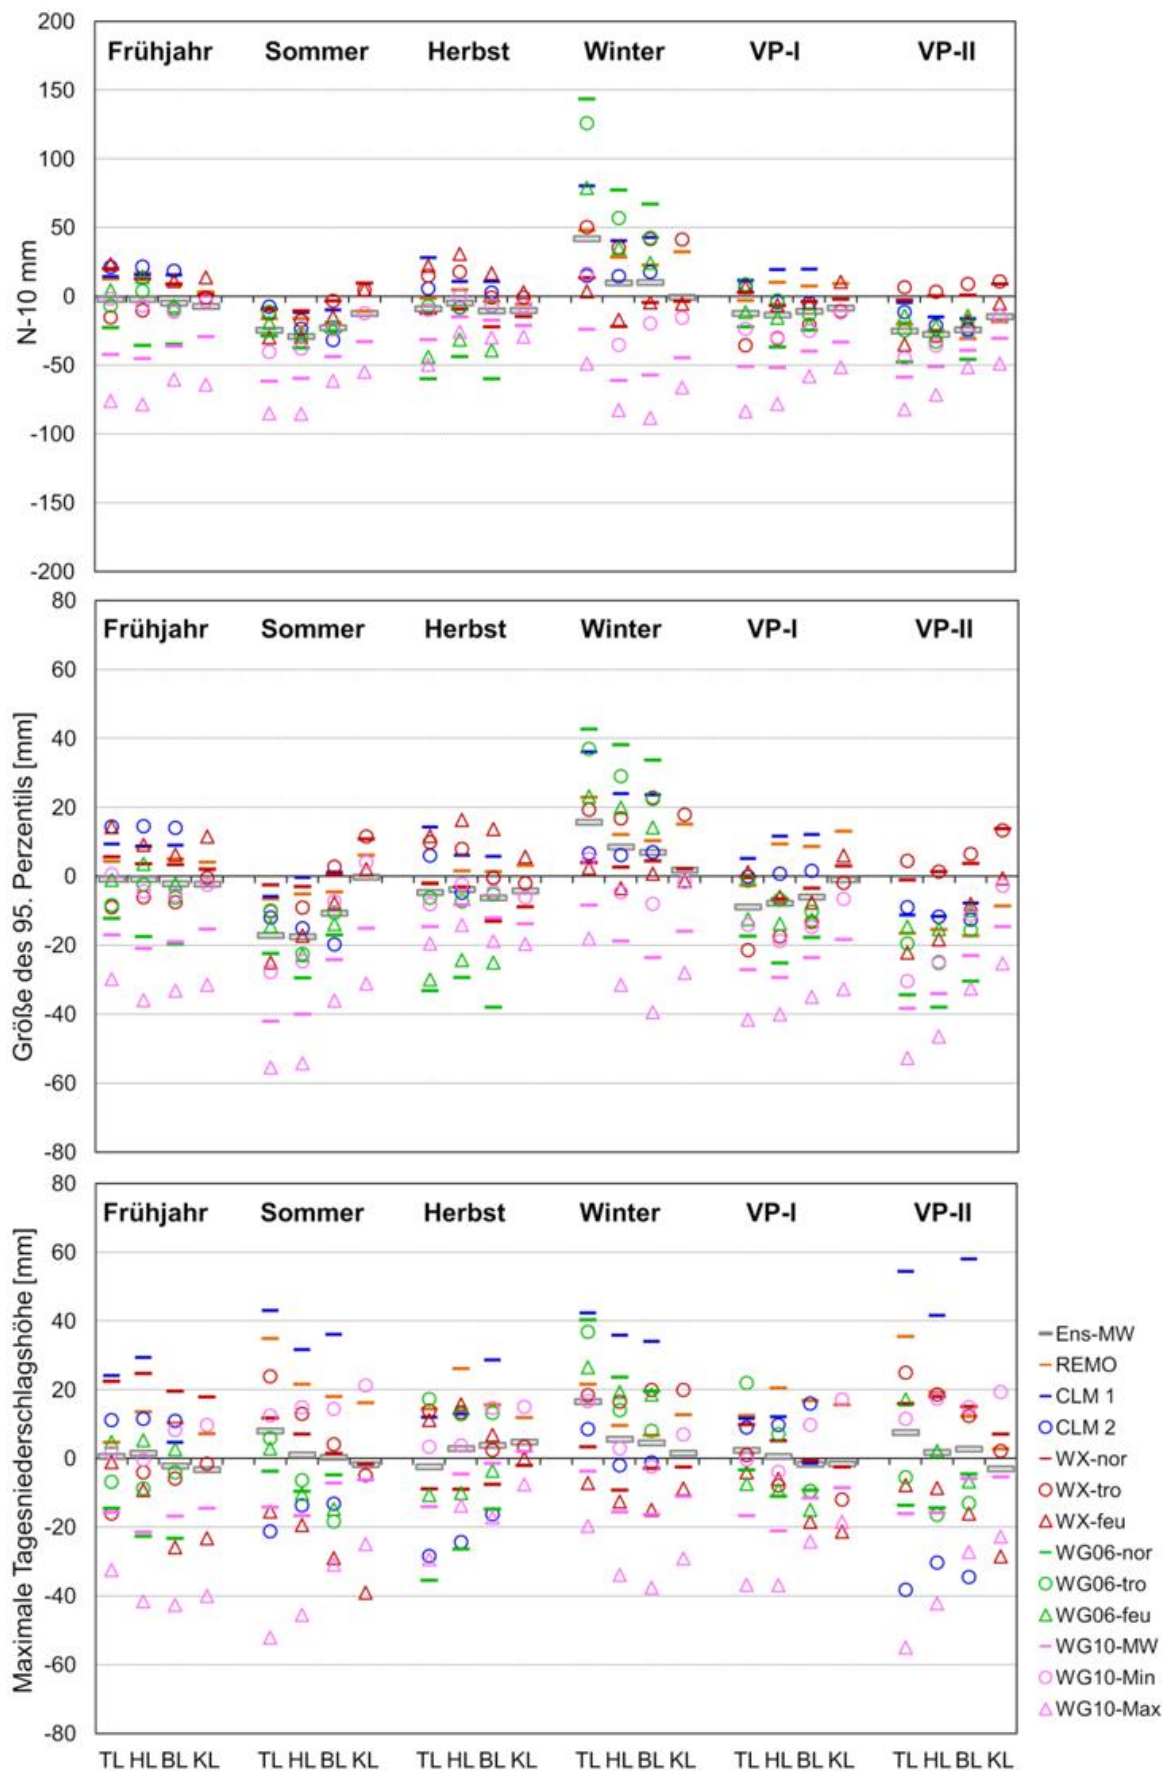 200
Frühjahr Sommer Herbst Winter VP-I VP-II
150
100
50
0
-50
-100
-150
-200
N-10 mm
80
Frühjahr Sommer Herbst Winter VP-I VP-II
60
40
20
0
-20
-40
-60
-80
Größe des 95. Perzentils [mm]
80
Frühjahr Sommer Herbst Winter VP-I VP-II
60
40
20
0
-20
-40
-60
-80
Maximale Tagesniederschlagshöhe [mm]
TL HL BL KL TL HL BL KL TL HL BL KL TL HL BL KL TL HL BL KL TL HL BL KL
Ens-MW
REMO
CLM 1
CLM 2
WX-nor
WX-tro
WX-feu
WG06-nor
WG06-tro
WG06-feu
WG10-MW
WG10-Min
WG10-Max